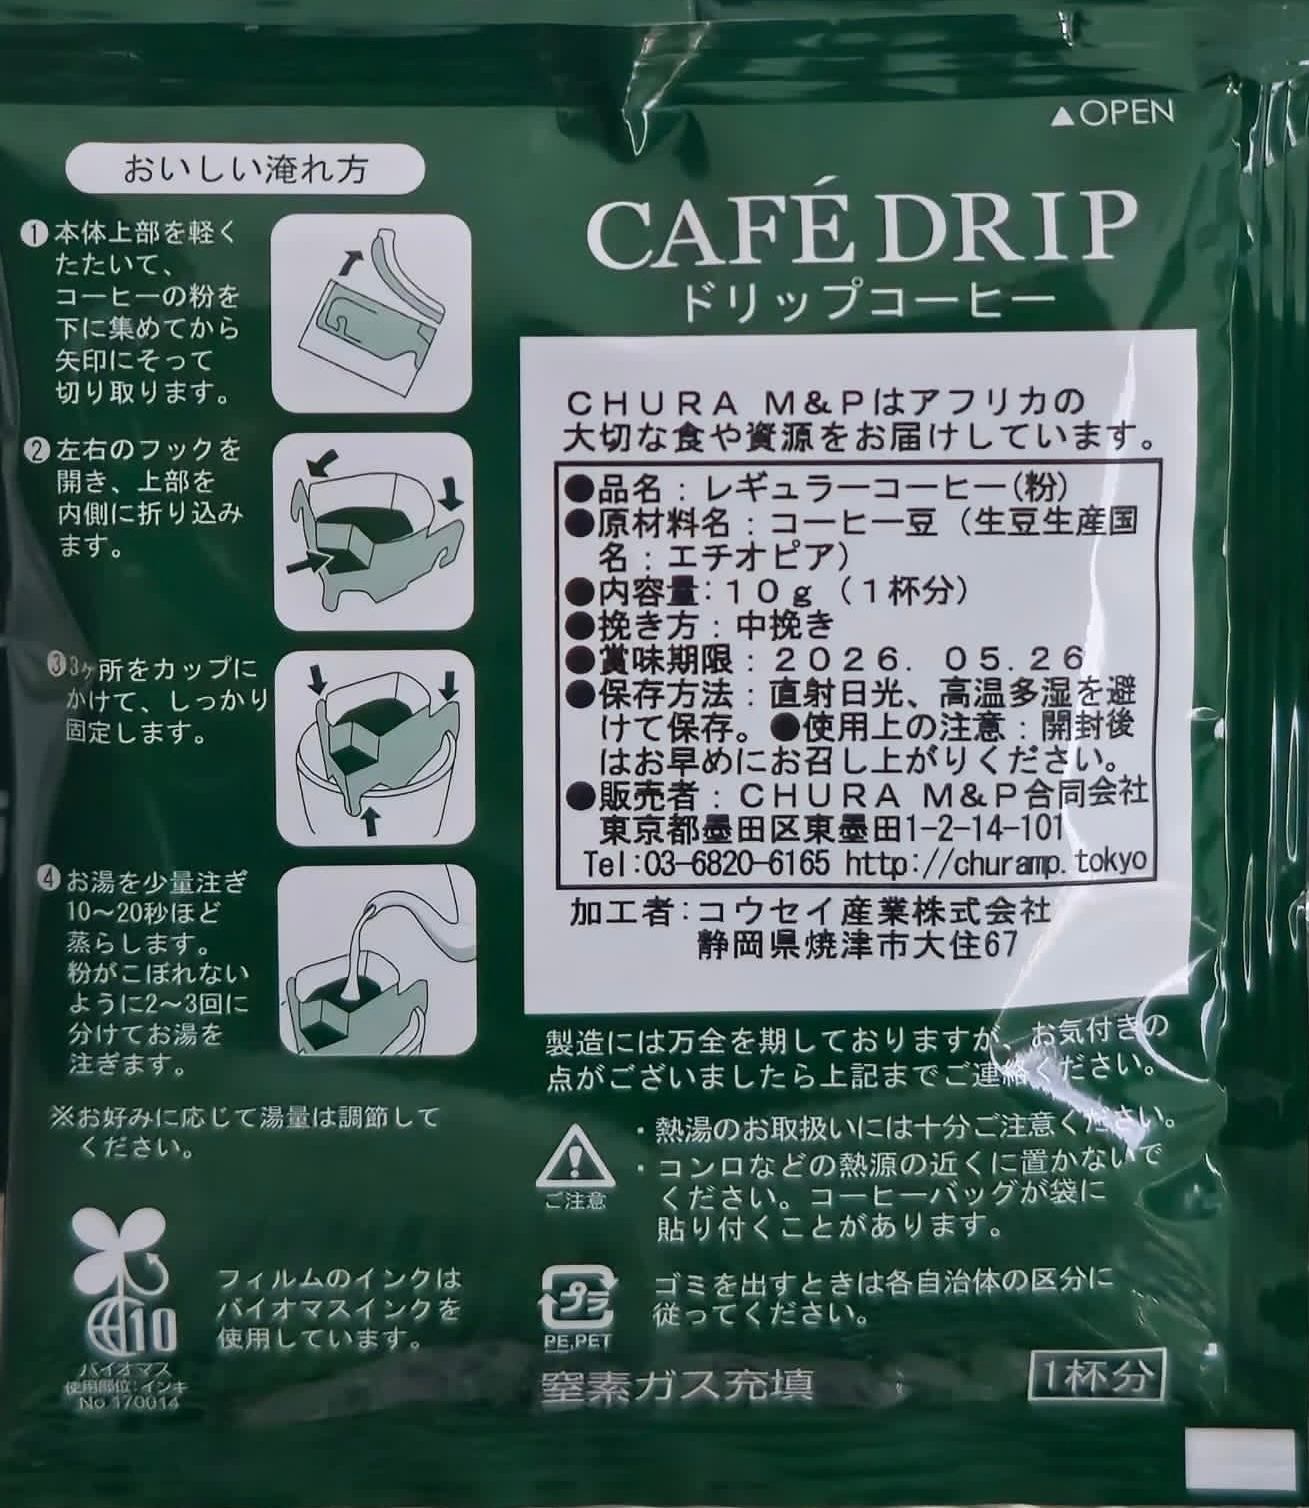 ▲OPEN
おいしい淹れ方
❶本体上部を軽く
たたいて、
コーヒーの粉を
下に集めてから
矢印にそって
切り取ります。
❷左右のフックを
開き、上部を
内側に折り込み
ます。
❸3ヶ所をカップに
かけて、しっかり
固定します。
❹お湯を少量注ぎ
10〜20秒ほど
蒸らします。
粉がこぼれない
ように2〜3回に
分けてお湯を
注ぎます。
※お好みに応じて湯量は調節して
ください。
10
バイオマス
使用部位:インキ
No.170014
フィルムのインクは
バイオマスインクを
使用しています。
CAFÉ DRIP
ドリップコーヒー
CHURA M&Pはアフリカの
大切な食や資源をお届けしています。
●品名：レギュラーコーヒー(粉)
●原材料名：コーヒー豆（生豆生産国
名：エチオピア）
●内容量：10g（1杯分）
●挽き方：中挽き
●賞味期限：2026. 05.26
●保存方法：直射日光、高温多湿を避
けて保存。●使用上の注意：開封後
はお早めにお召し上がりください。
●販売者：CHURA M&P合同会社
東京都墨田区東墨田1-2-14-101
Tel:03-6820-6165 http://churamp.tokyo
加工者：コウセイ産業株式会社
静岡県焼津市大住67
製造には万全を期しておりますが、お気付きの
点がございましたら上記までご連絡ください。
ご注意
・熱湯のお取扱いには十分ご注意ください。
・コンロなどの熱源の近くに置かないで
ください。コーヒーバッグが袋に
貼り付くことがあります。
プラ
PE,PET
ゴミを出すときは各自治体の区分に
従ってください。
窒素ガス充填
1杯分